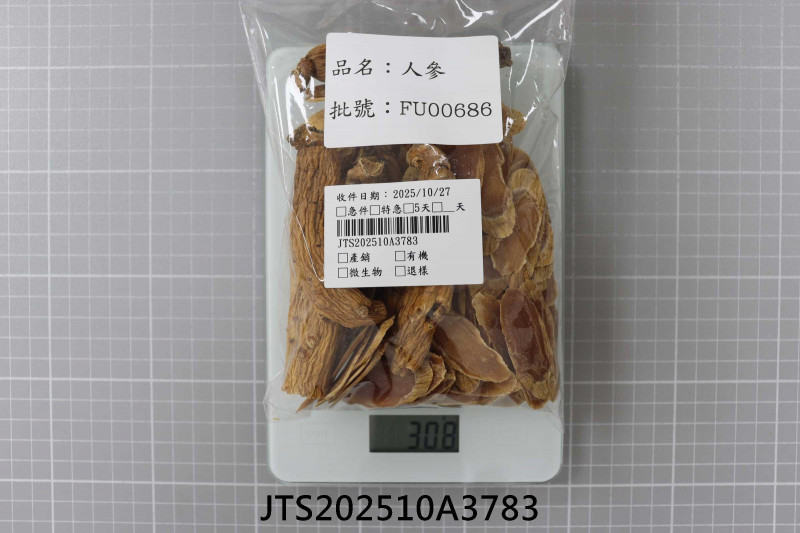 品名：人參
批號：FU00686
收件日期：2025/10/27
□急件□特急□5天□__天
JTS202510A3783
□產銷 □有機
□微生物 □退樣
308
JTS202510A3783